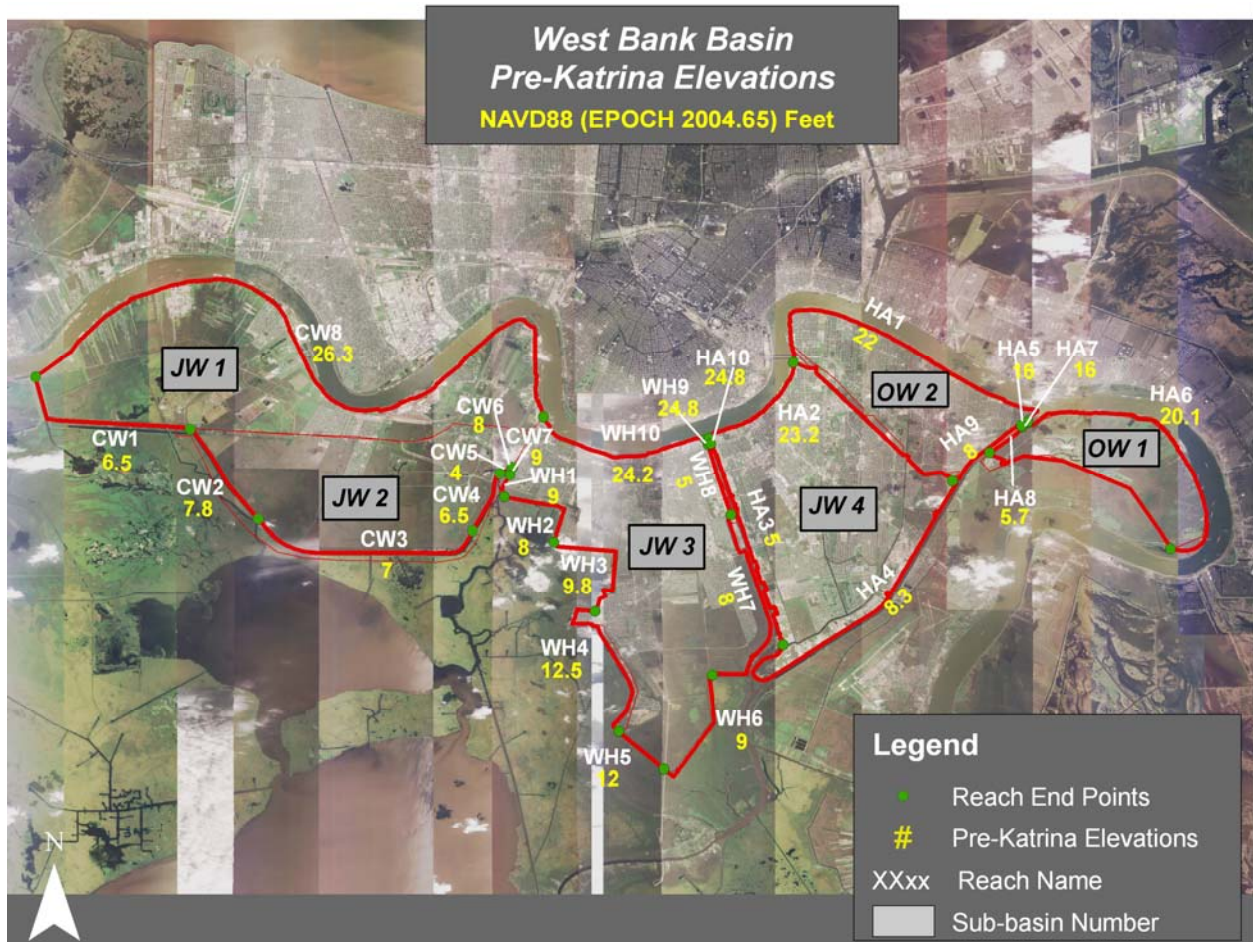 West Bank Basin
Pre-Katrina Elevations
NAVD88 (EPOCH 2004.65) Feet
CW8
26.3
JW 1
CW1
6.5
CW2
7.8
JW 2
CW3
7
CW6
8
CW5
4
CW4
6.5
CW7
9
WH1
9
WH2
8
WH3
9.8
WH4
12.5
WH5
12
WH6
9
WH10
24.2
JW 3
WH9
24.8
HA10
24.8
WH8
5
WH7
8
HA3
5
HA2
23.2
JW 4
HA4
8.3
HA1
22
OW 2
HA9
8
HA5
16
HA7
16
HA8
5.7
HA6
20.1
OW 1
N
Legend
Reach End Points
# Pre-Katrina Elevations
XXxx Reach Name
Sub-basin Number